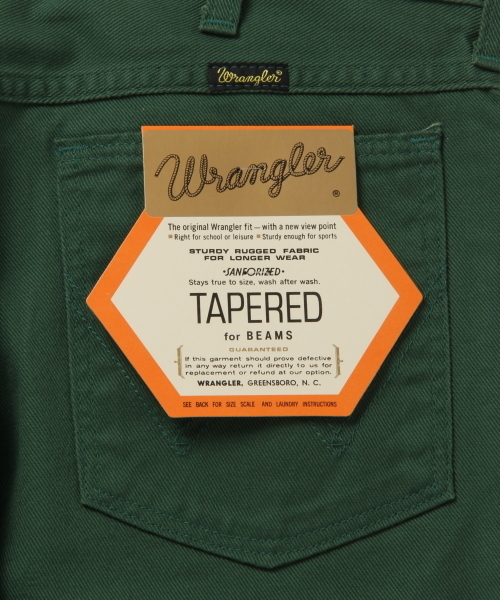 Wrangler®
Wrangler
®
The original Wrangler fit — with a new view point
Right for school or leisure Sturdy enough for sports
STURDY RUGGED FABRIC
FOR LONGER WEAR
•SANFORIZED•
Stays true to size, wash after wash.
TAPERED
for BEAMS
GUARANTEED
If this garment should prove defective
in any way return it directly to us for
replacement or refund at our option.
WRANGLER, GREENSBORO, N. C.
SEE BACK FOR SIZE SCALE AND LAUNDRY INSTRUCTIONS